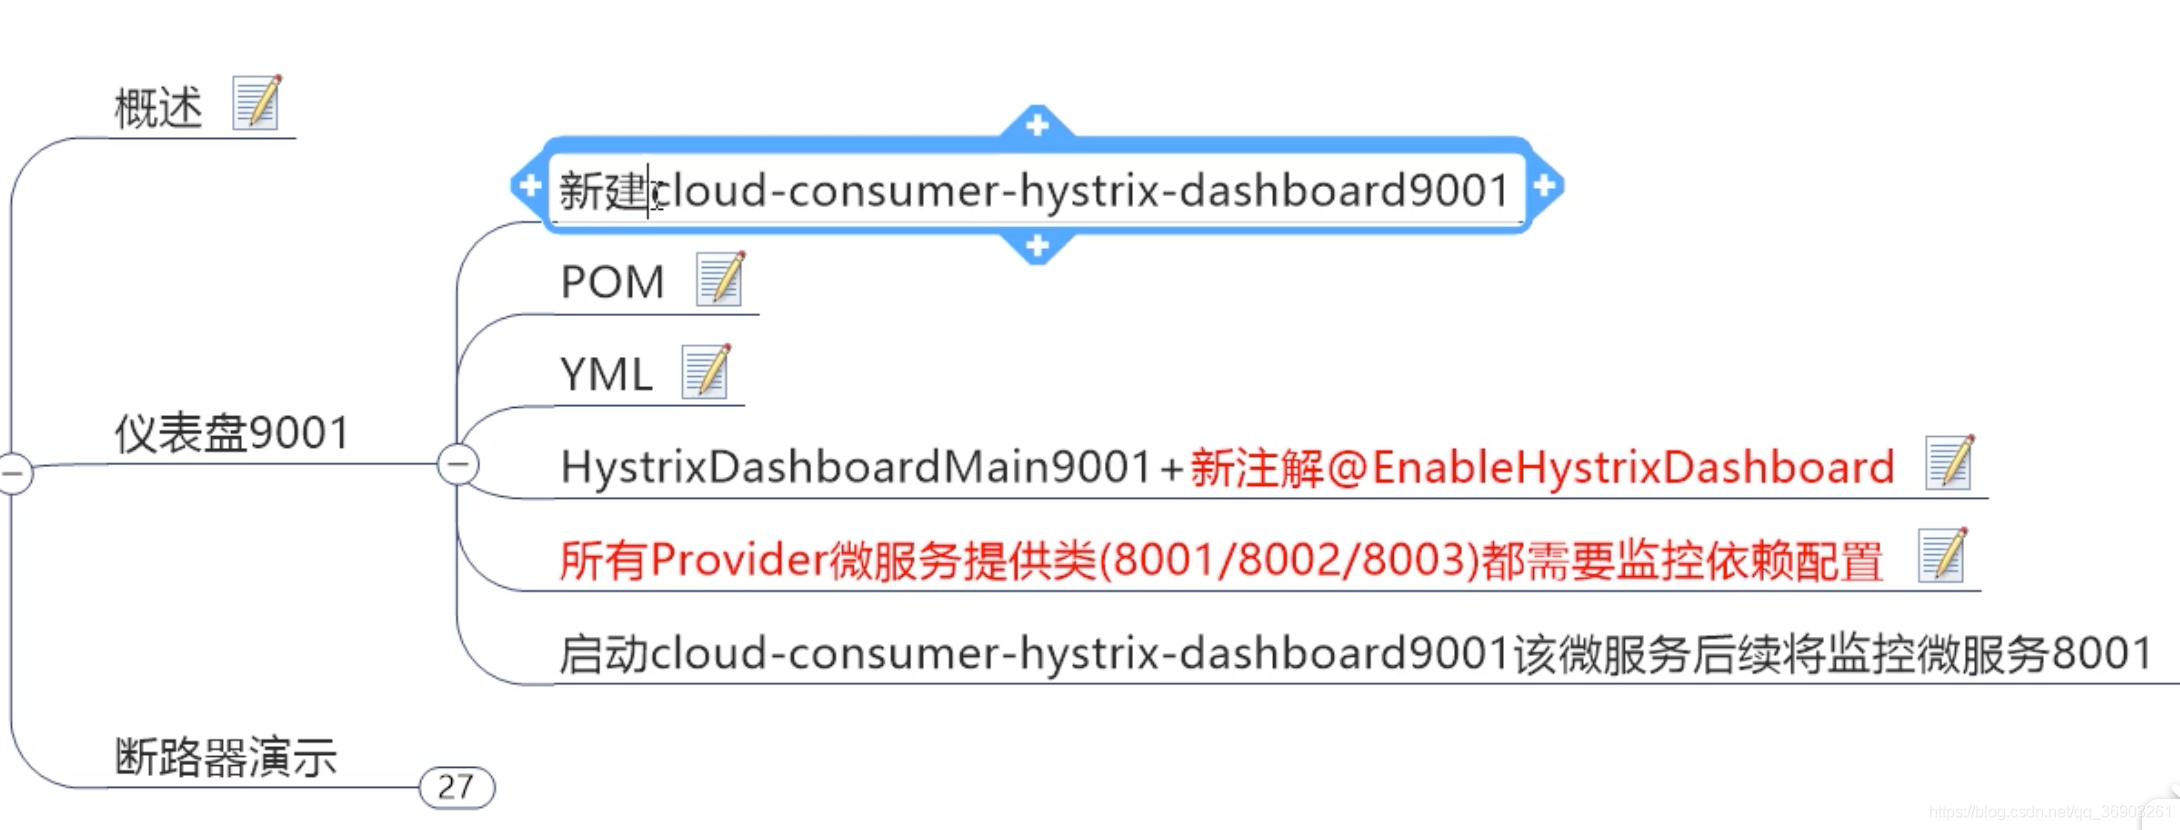 概述
新建cloud-consumer-hystrix-dashboard9001
POM
YML
仪表盘9001
HystrixDashboardMain9001+新注解@EnableHystrixDashboard
所有Provider微服务提供类(8001/8002/8003)都需要监控依赖配置
启动cloud-consumer-hystrix-dashboard9001该微服务后续将监控微服务8001
断路器演示
27
https://blog.csdn.net/qq_36903261